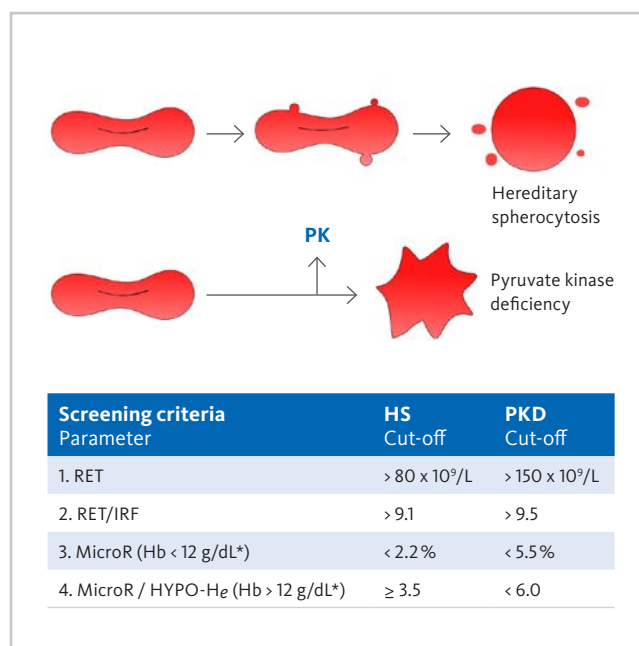 Hereditary
spherocytosis
PK
Pyruvate kinase
deficiency
Screening criteria HS PKD
Parameter Cut-off Cut-off
1. RET > 80 x 10⁹/L > 150 x 10⁹/L
2. RET/IRF > 9.1 > 9.5
3. MicroR (Hb < 12 g/dL*) < 2.2 % < 5.5 %
4. MicroR / HYPO-He (Hb > 12 g/dL*) ≥ 3.5 < 6.0